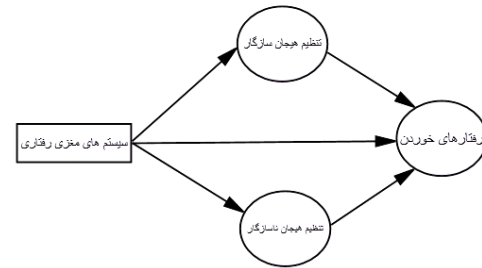 تنظیم هیجان سازگار
سیستم های مغزی رفتاری
رفتارهای خوردن
تنظیم هیجان ناسازگار